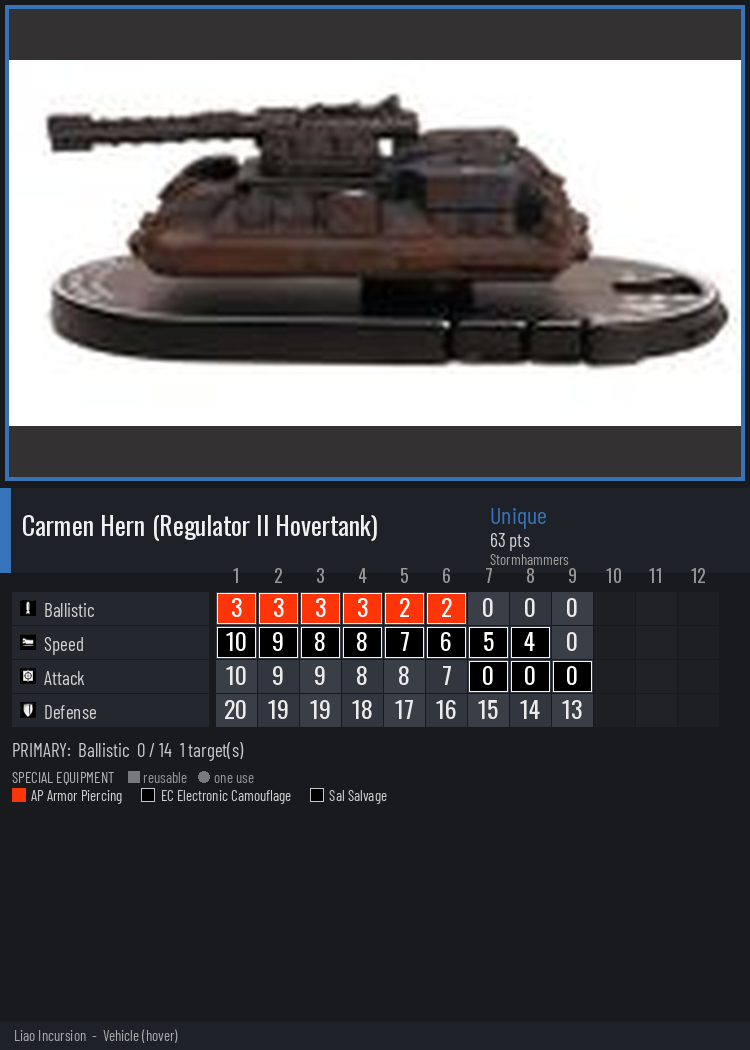 Carmen Hern (Regulator II Hovertank)
Unique
63 pts
Stormhammers
1 2 3 4 5 6 7 8 9 10 11 12
Ballistic 3 3 3 3 2 2 0 0 0
Speed 10 9 8 8 7 6 5 4 0
Attack 10 9 9 8 8 7 0 0 0
Defense 20 19 19 18 17 16 15 14 13
PRIMARY: Ballistic 0 / 14 1 target(s)
SPECIAL EQUIPMENT reusable one use
AP Armor Piercing EC Electronic Camouflage Sal Salvage
Liao Incursion - Vehicle (hover)